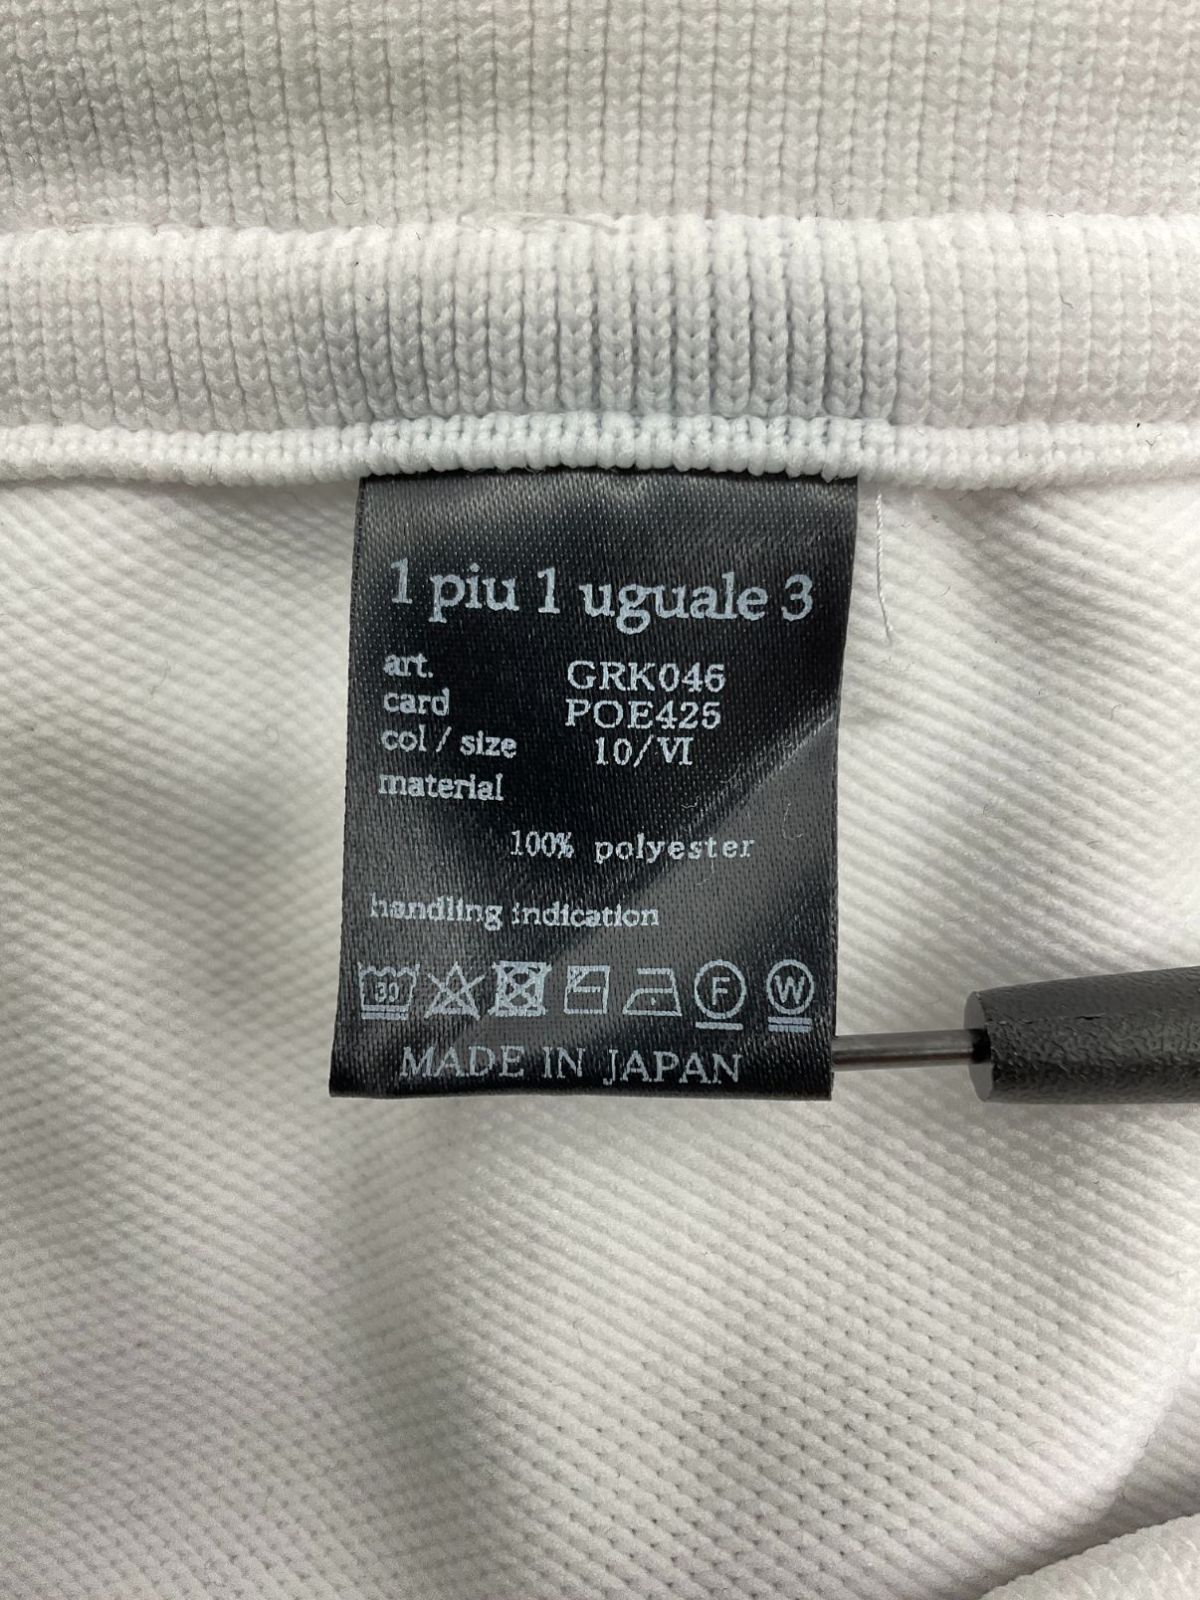 1 piu 1 uguale 3
art. GRK046
card POE425
col / size 10/VI
material
100% polyester
handling indication
30 F W
MADE IN JAPAN